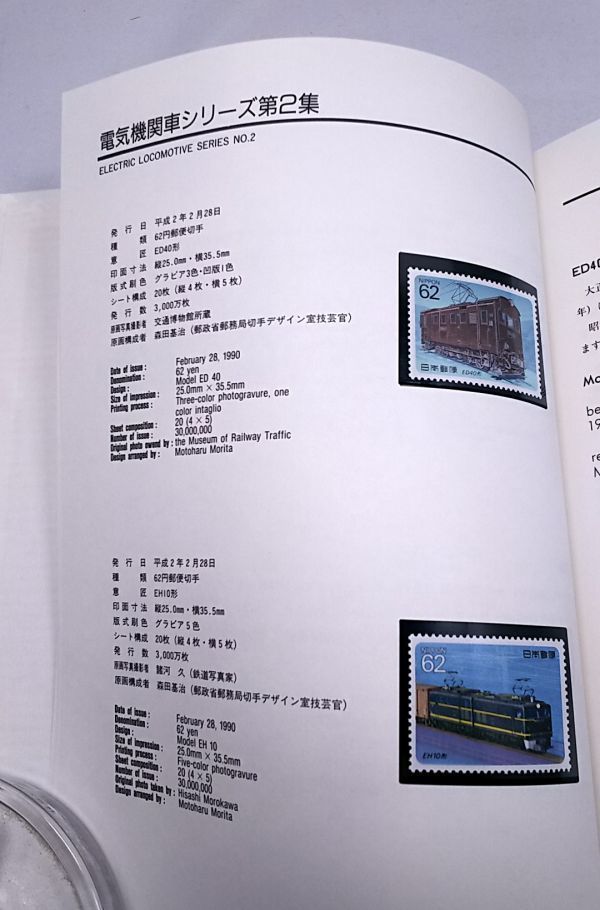 電気機関車シリーズ第2集
ELECTRIC LOCOMOTIVE SERIES NO.2
発行日 平成2年2月28日
種類 62円郵便切手
意匠 ED40形
印面寸法 縦25.0mm・横35.5mm
版式刷色 グラビア3色・凹版1色
シート構成 20枚(縦4枚・横5枚)
発行数 3,000万枚
原画写真撮影者 交通博物館所蔵
原画構成者 森田基治(郵政省郵務局切手デザイン室技芸官)
Date of issue : February 28, 1990
Denomination : 62 yen
Design : Model ED 40
Size of impression : 25.0mm × 35.5mm
Printing process : Three-color photogravure, one
color intaglio
Sheet composition : 20 (4 × 5)
Number of issue : 30,000,000
Original photo owend by : the Museum of Railway Traffic
Design arranged by : Motoharu Morita
NIPPON
62
日本郵便 ED40形
発行日 平成2年2月28日
種類 62円郵便切手
意匠 EH10形
印面寸法 縦25.0mm・横35.5mm
版式刷色 グラビア5色
シート構成 20枚(縦4枚・横5枚)
発行数 3,000万枚
原画写真撮影者 諸河 久(鉄道写真家)
原画構成者 森田基治(郵政省郵務局切手デザイン室技芸官)
Date of issue : February 28, 1990
Denomination : 62 yen
Design : Model EH 10
Size of impression : 25.0mm × 35.5mm
Printing process : Five-color photogravure
Sheet composition : 20 (4 × 5)
Number of issue : 30,000,000
Original photo taken by : Hisashi Morokawa
Design arranged by : Motoharu Morita
NIPPON 日本郵便
62
EH10形
ED40
大正
年)
昭
ます
Mo
be
19
re
N